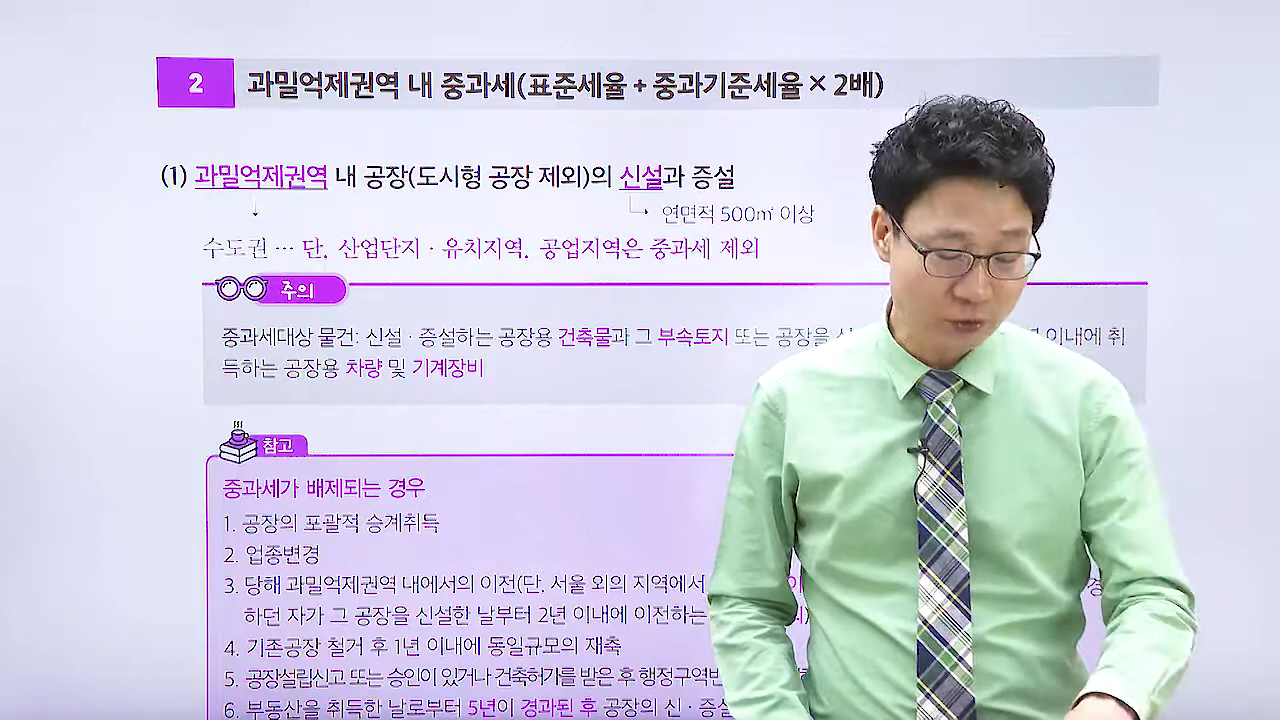 2 과밀억제권역 내 중과세(표준세율 + 중과기준세율 × 2배)
(1) 과밀억제권역 내 공장(도시형 공장 제외)의 신설과 증설
연면적 500㎡ 이상
수도권 … 단, 산업단지 · 유치지역, 공업지역은 중과세 제외
주의
중과세대상 물건: 신설 · 증설하는 공장용 건축물과 그 부속토지 또는 공장을 이내에 취
득하는 공장용 차량 및 기계장비
참고
중과세가 배제되는 경우
1. 공장의 포괄적 승계취득
2. 업종변경
3. 당해 과밀억제권역 내에서의 이전(단, 서울 외의 지역에서
하던 자가 그 공장을 신설한 날부터 2년 이내에 이전하는
4. 기존공장 철거 후 1년 이내에 동일규모의 재축
5. 공장설립신고 또는 승인이 있거나 건축허가를 받은 후
6. 부동산을 취득한 날로부터 5년이 경과된 후 공장의 신 · 증설